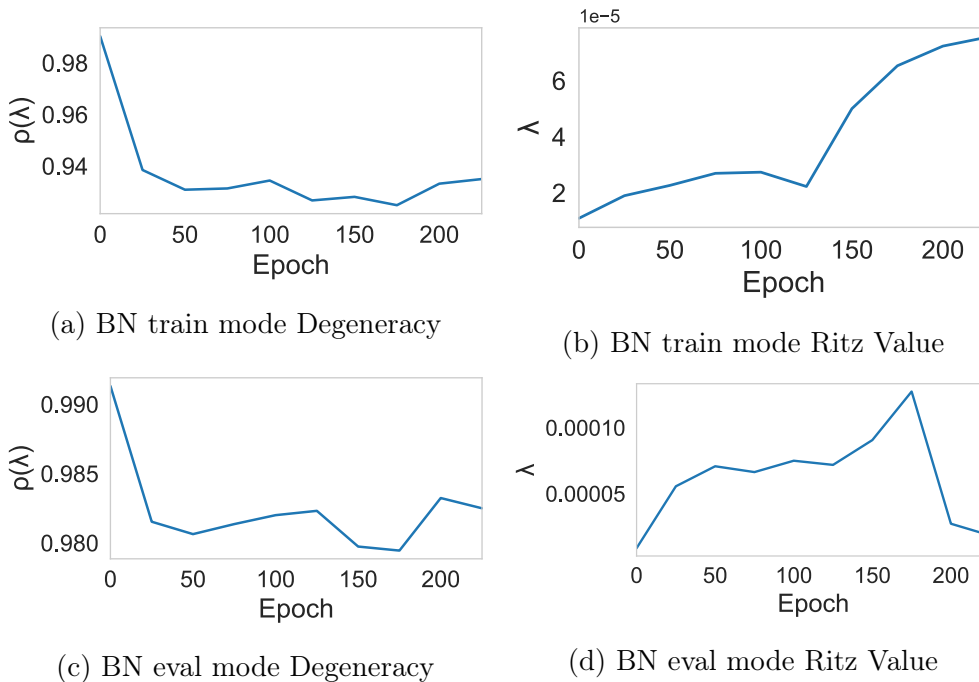 ρ(λ)
0.98
0.96
0.94
0 50 100 150 200
Epoch
(a) BN train mode Degeneracy
1e-5
λ
6
4
2
0 50 100 150 200
Epoch
(b) BN train mode Ritz Value
ρ(λ)
0.990
0.985
0.980
0 50 100 150 200
Epoch
(c) BN eval mode Degeneracy
λ
0.00010
0.00005
0 50 100 150 200
Epoch
(d) BN eval mode Ritz Value